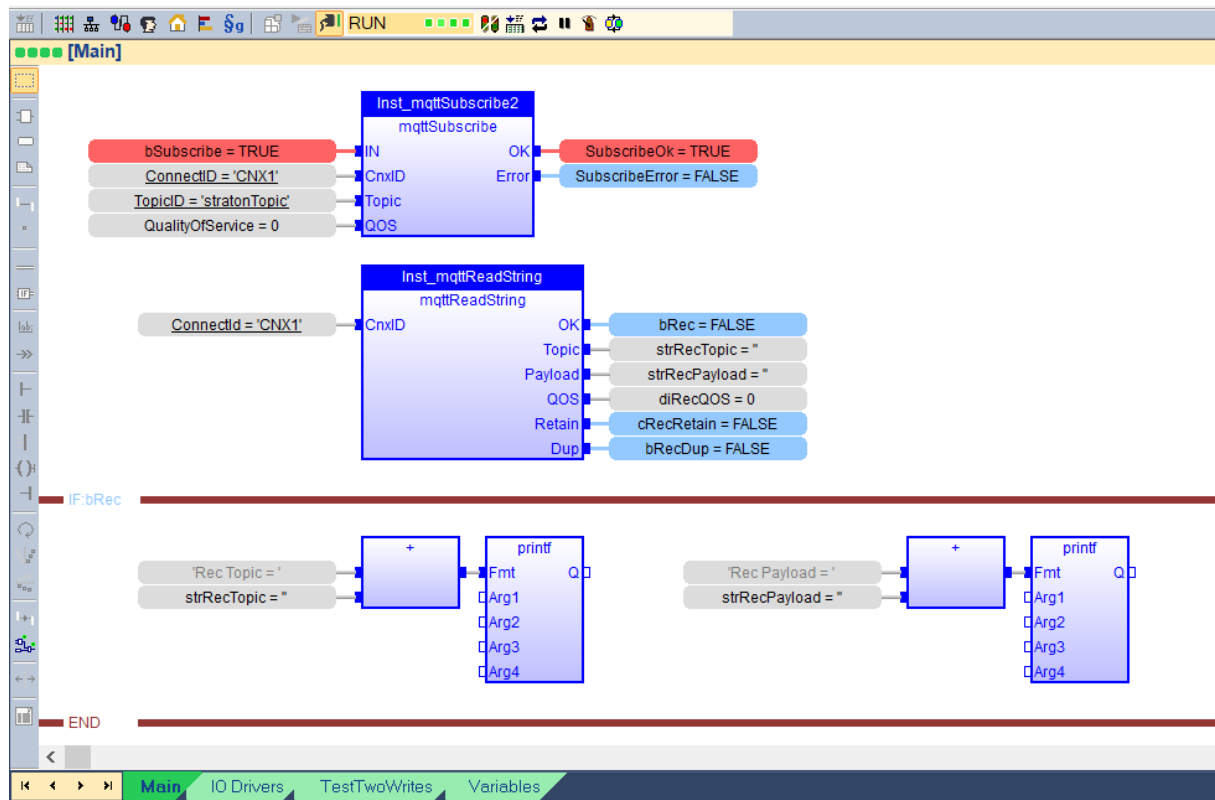 RUN
[Main]
Inst_mqttSubscribe2
mqttSubscribe
bSubscribe = TRUE IN OK SubscribeOk = TRUE
ConnectID = 'CNX1' CnxID Error SubscribeError = FALSE
TopicID = 'stratonTopic' Topic
QualityOfService = 0 QOS
Inst_mqttReadString
mqttReadString
ConnectId = 'CNX1' CnxID OK bRec = FALSE
Topic strRecTopic = ''
Payload strRecPayload = ''
QOS diRecQOS = 0
Retain cRecRetain = FALSE
Dup bRecDup = FALSE
IF:bRec
+ printf + printf
'Rec Topic = ' Fmt Q 'Rec Payload = ' Fmt Q
strRecTopic = '' Arg1 strRecPayload = '' Arg1
Arg2 Arg2
Arg3 Arg3
Arg4 Arg4
END
Main IO Drivers TestTwoWrites Variables